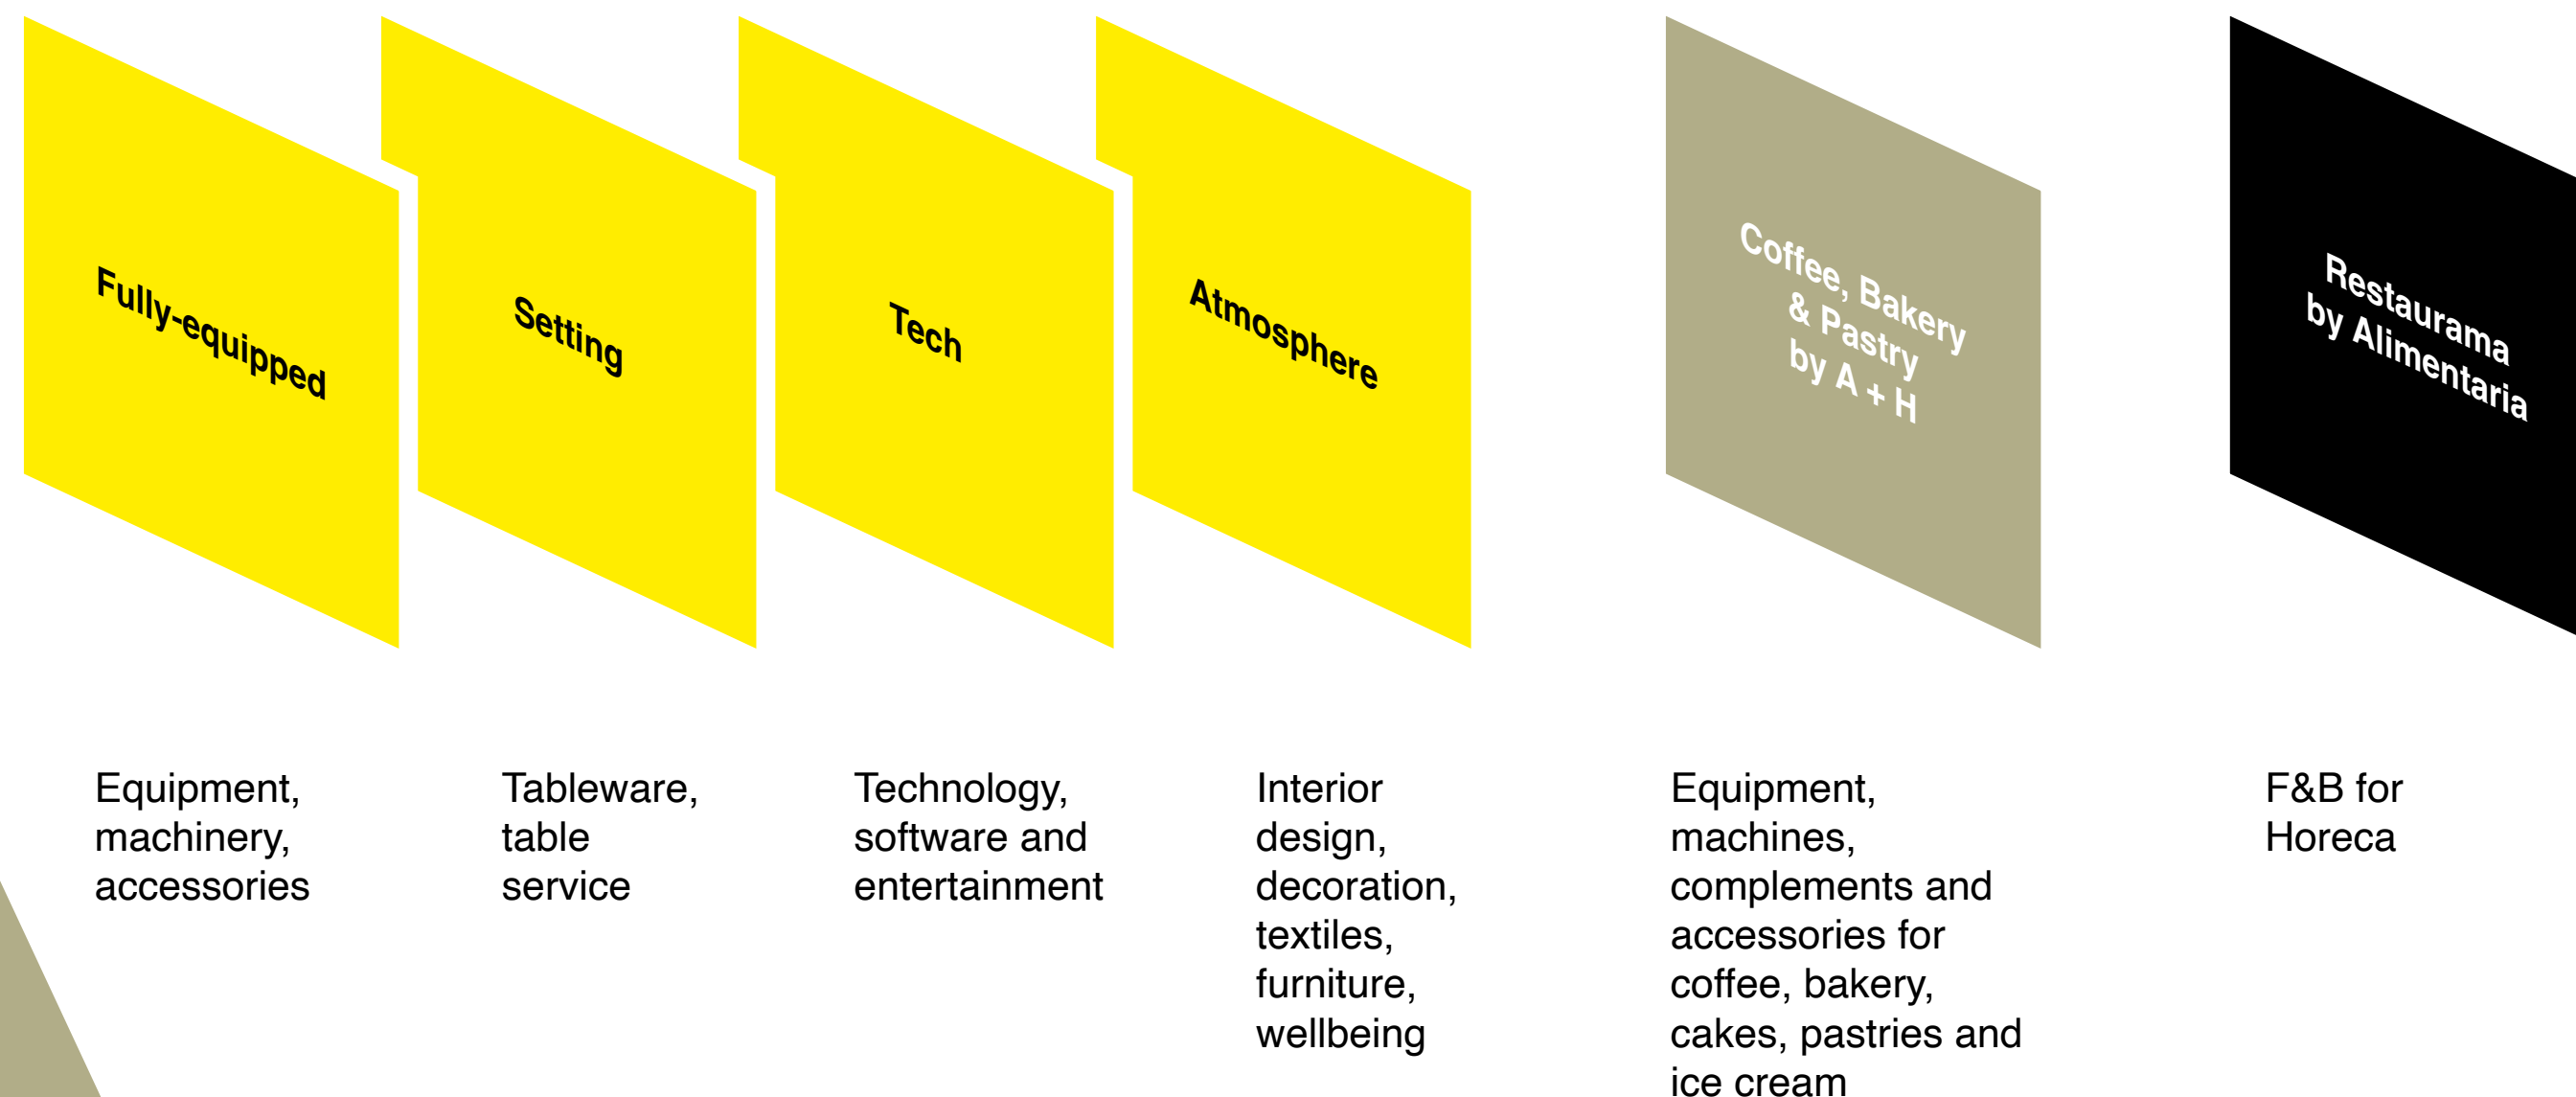 Fully-equipped
Setting
Tech
Atmosphere
Coffee, Bakery
& Pastry
by A + H
Restaurama
by Alimentaria
Equipment,
machinery,
accessories
Tableware,
table
service
Technology,
software and
entertainment
Interior
design,
decoration,
textiles,
furniture,
wellbeing
Equipment,
machines,
complements and
accessories for
coffee, bakery,
cakes, pastries and
ice cream
F&B for
Horeca